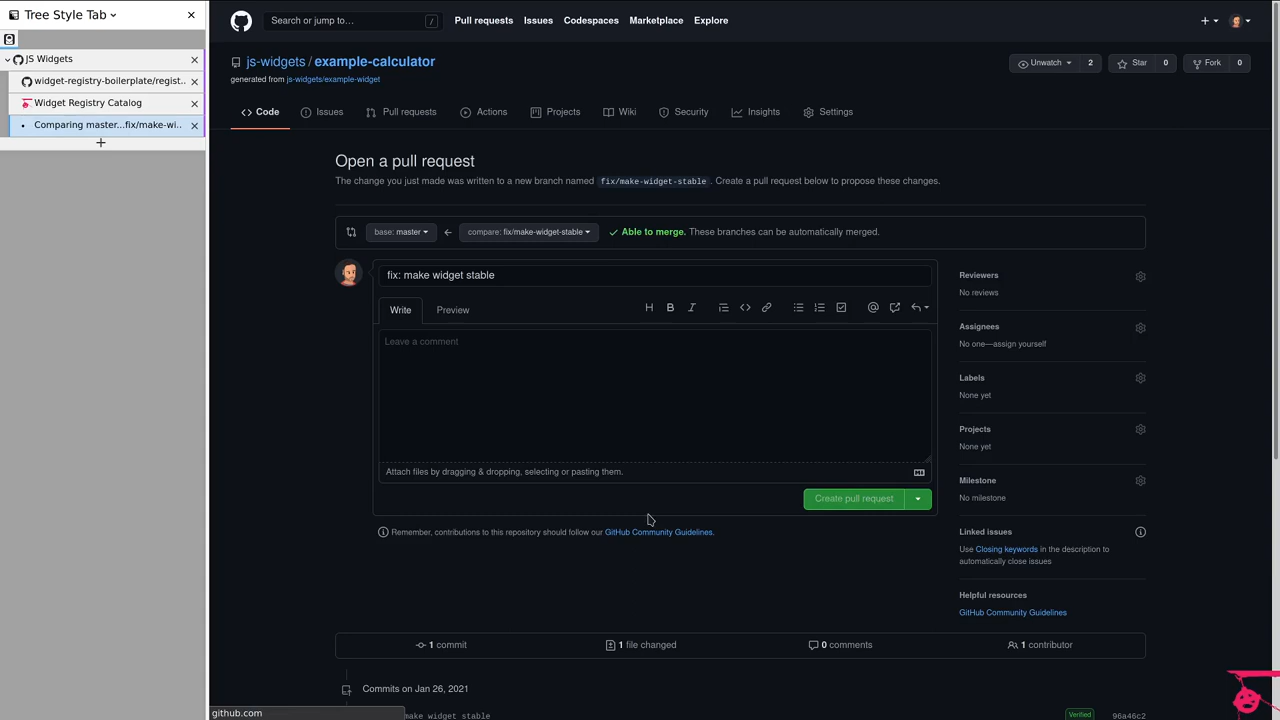 Tree Style Tab
JS Widgets
widget-registry-boilerplate/regist..
Widget Registry Catalog
Comparing master...fix/make-wi..
Search or jump to…
/
Pull requests
Issues
Codespaces
Marketplace
Explore
js-widgets / example-calculator
generated from js-widgets/example-widget
Unwatch 2
Star 0
Fork 0
Code
Issues
Pull requests
Actions
Projects
Wiki
Security
Insights
Settings
Open a pull request
The change you just made was written to a new branch named fix/make-widget-stable. Create a pull request below to propose these changes.
base: master
compare: fix/make-widget-stable
Able to merge. These branches can be automatically merged.
fix: make widget stable
Write
Preview
Leave a comment
Attach files by dragging & dropping, selecting or pasting them.
Create pull request
Remember, contributions to this repository should follow our GitHub Community Guidelines.
Reviewers
No reviews
Assignees
No one—assign yourself
Labels
None yet
Projects
None yet
Milestone
No milestone
Linked issues
Use Closing keywords in the description to
automatically close issues
Helpful resources
GitHub Community Guidelines
1 commit
1 file changed
0 comments
1 contributor
Commits on Jan 26, 2021
make widget stable
Verified
96a46c2
github.com